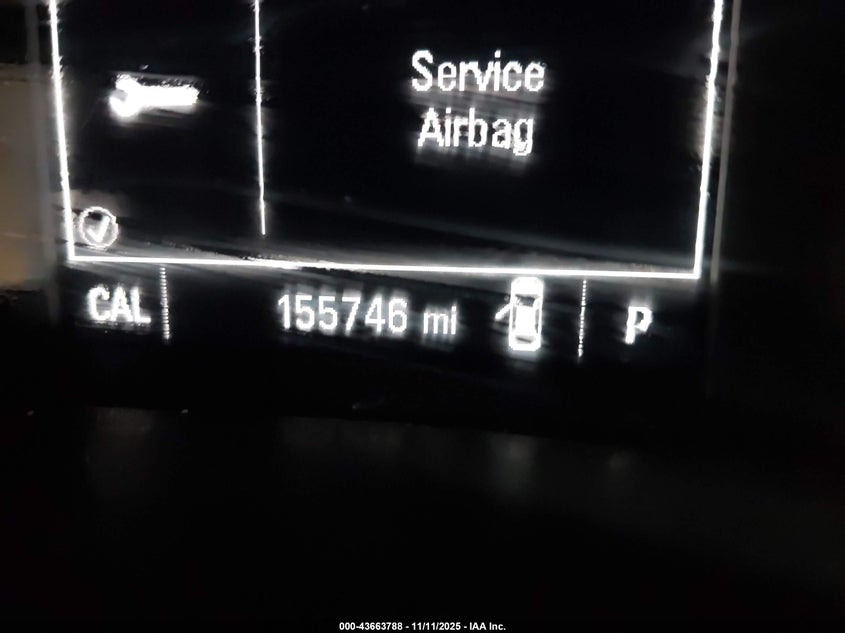 Service
Airbag
CAL 155746 mi P
000-43663788 - 11/11/2025 - IAA Inc.